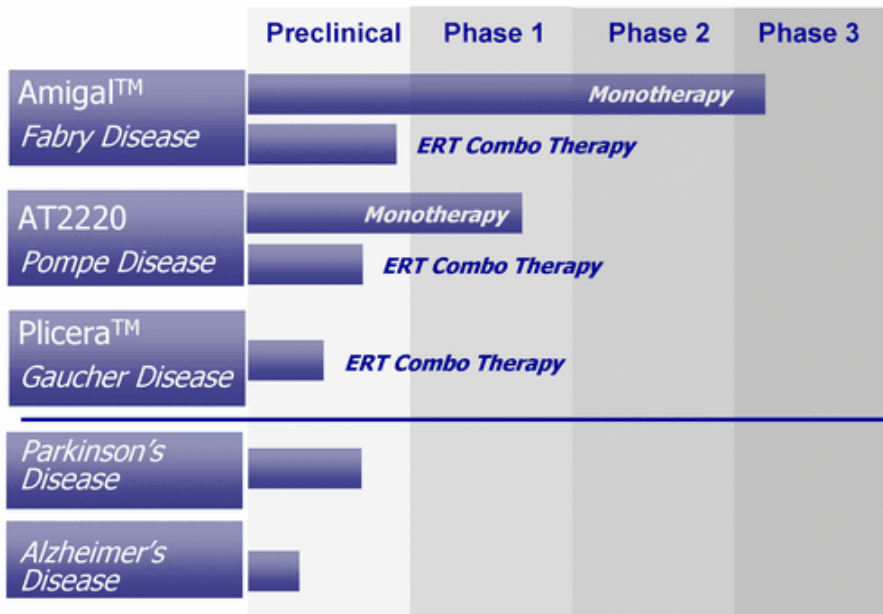 Preclinical Phase 1 Phase 2 Phase 3
Amigal™
Monotherapy
Fabry Disease
ERT Combo Therapy
AT2220
Monotherapy
Pompe Disease
ERT Combo Therapy
Plicera™
ERT Combo Therapy
Gaucher Disease
Parkinson's
Disease
Alzheimer's
Disease